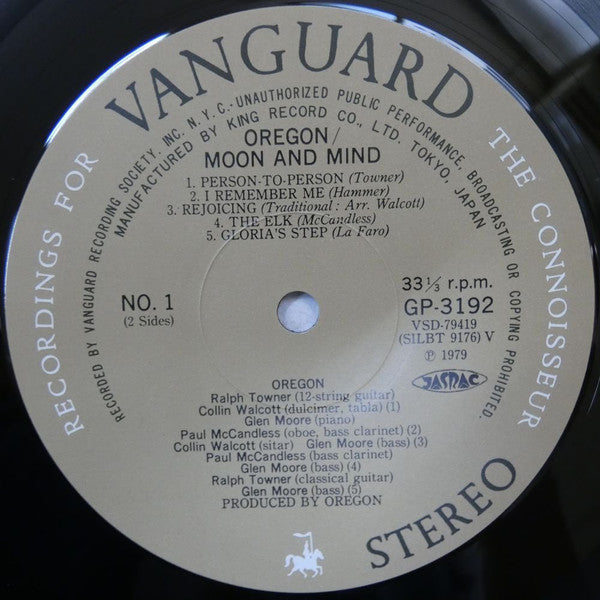 VANGUARD
RECORDINGS FOR THE CONNOISSEUR
RECORDED BY VANGUARD RECORDING SOCIETY, INC. N.Y.C.·UNAUTHORIZED PUBLIC PERFORMANCE, BROADCASTING OR COPYING PROHIBITED.
MANUFACTURED BY KING RECORD CO., LTD. TOKYO, JAPAN
OREGON/
MOON AND MIND
1. PERSON-TO-PERSON (Towner)
2. I REMEMBER ME (Hammer)
3. REJOICING (Traditional : Arr. Walcott)
4. THE ELK (McCandless)
5. GLORIA'S STEP (La Faro)
NO. 1
(2 Sides)
33 1/3 r.p.m.
GP-3192
VSD-79419
(SILBT 9176) V
Ⓟ 1979
JASRAC
OREGON
Ralph Towner (12-string guitar)
Collin Walcott (dulcimer, tabla) (1)
Glen Moore (piano)
Paul McCandless (oboe, bass clarinet) (2)
Collin Walcott (sitar) Glen Moore (bass) (3)
Paul McCandless (bass clarinet)
Glen Moore (bass) (4)
Ralph Towner (classical guitar)
Glen Moore (bass) (5)
PRODUCED BY OREGON
STEREO